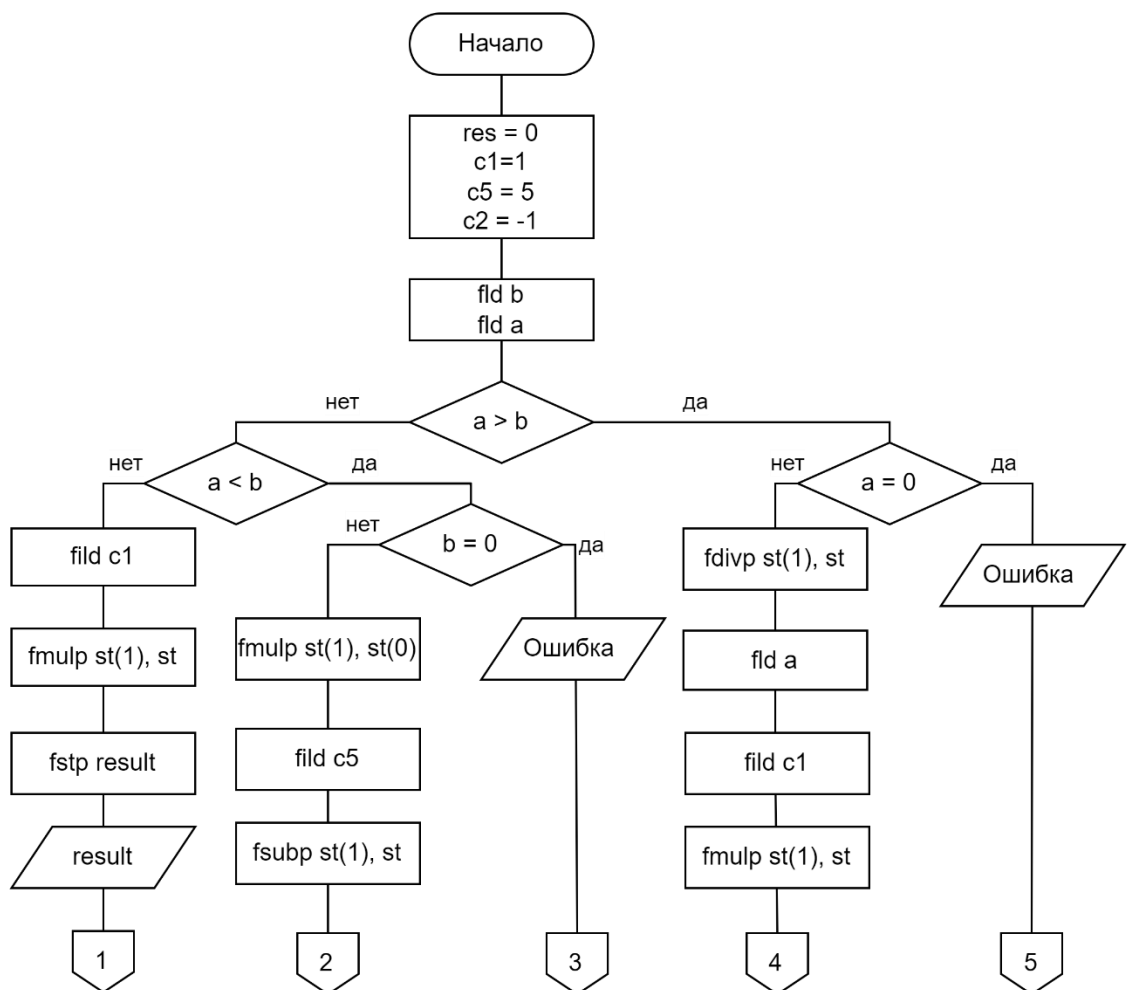 Начало
res = 0
c1=1
c5 = 5
c2 = -1
fld b
fld a
нет
a > b
да
нет
a < b
да
нет
a = 0
да
fild c1
нет
b = 0
да
fdivp st(1), st
Ошибка
fmulp st(1), st
fmulp st(1), st(0)
Ошибка
fld a
fstp result
fild c5
fild c1
result
fsubp st(1), st
fmulp st(1), st
1
2
3
4
5